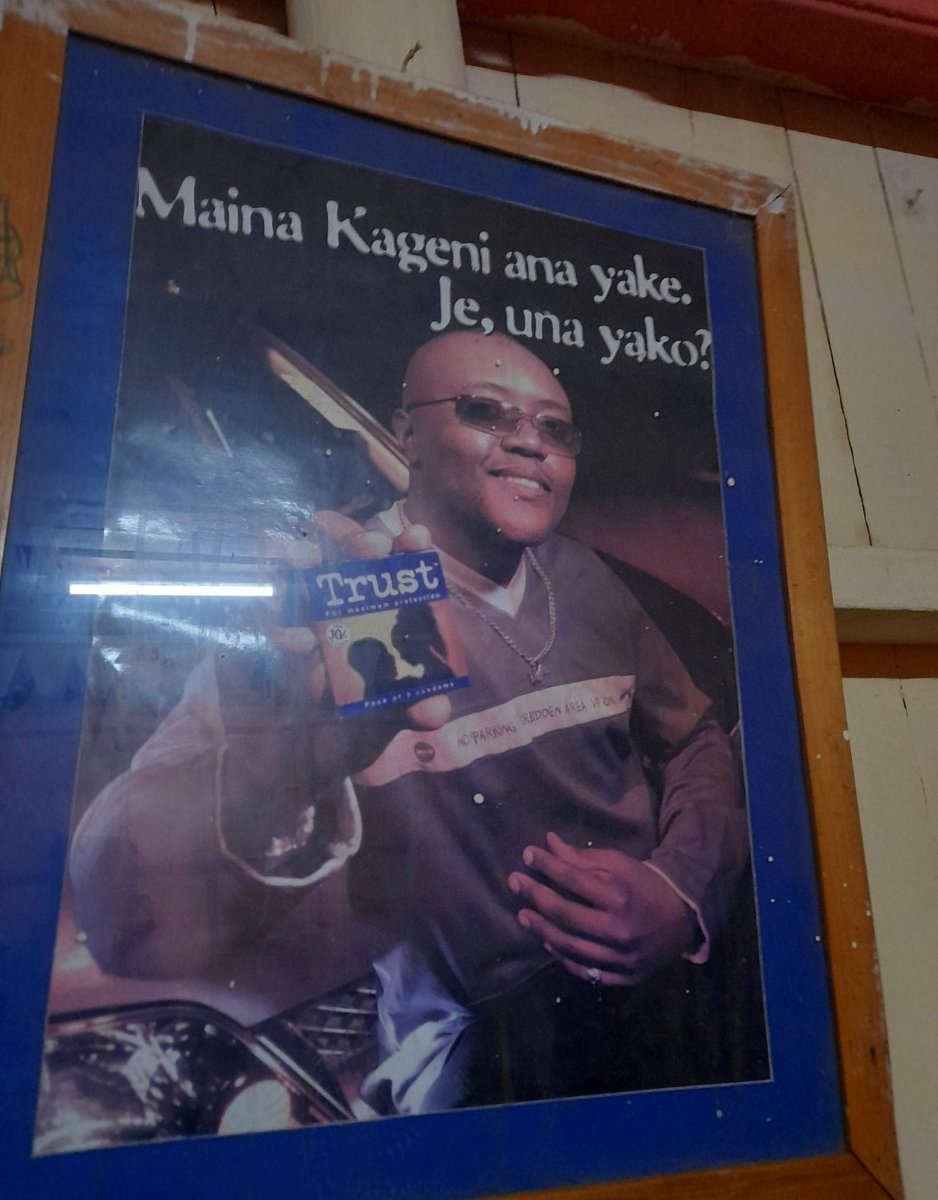 Maina Kageni ana yake.
Je, una yako?
Trust
For maximum protection
10/-
Pack of 3 condoms
NO PARKING FORBIDDEN AREA